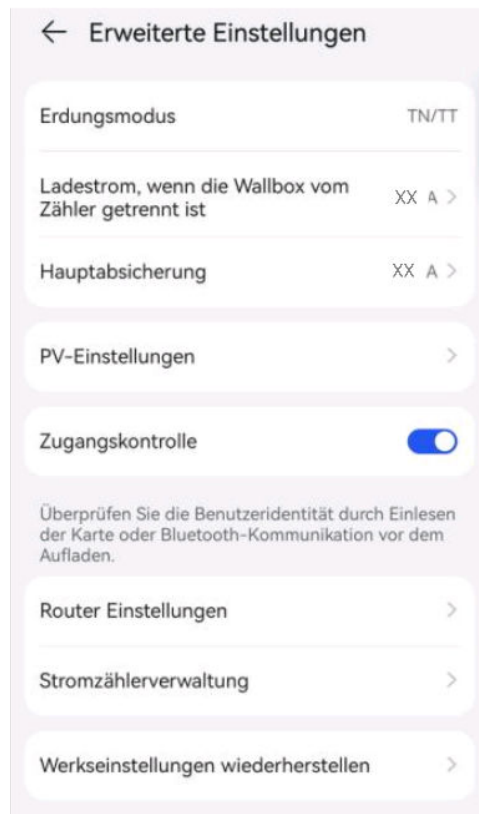 Erweiterte Einstellungen
Erdungsmodus TN/TT
Ladestrom, wenn die Wallbox vom
Zähler getrennt ist XX A
Hauptabsicherung XX A
PV-Einstellungen
Zugangskontrolle
Überprüfen Sie die Benutzeridentität durch Einlesen
der Karte oder Bluetooth-Kommunikation vor dem
Aufladen.
Router Einstellungen
Stromzählerverwaltung
Werkseinstellungen wiederherstellen